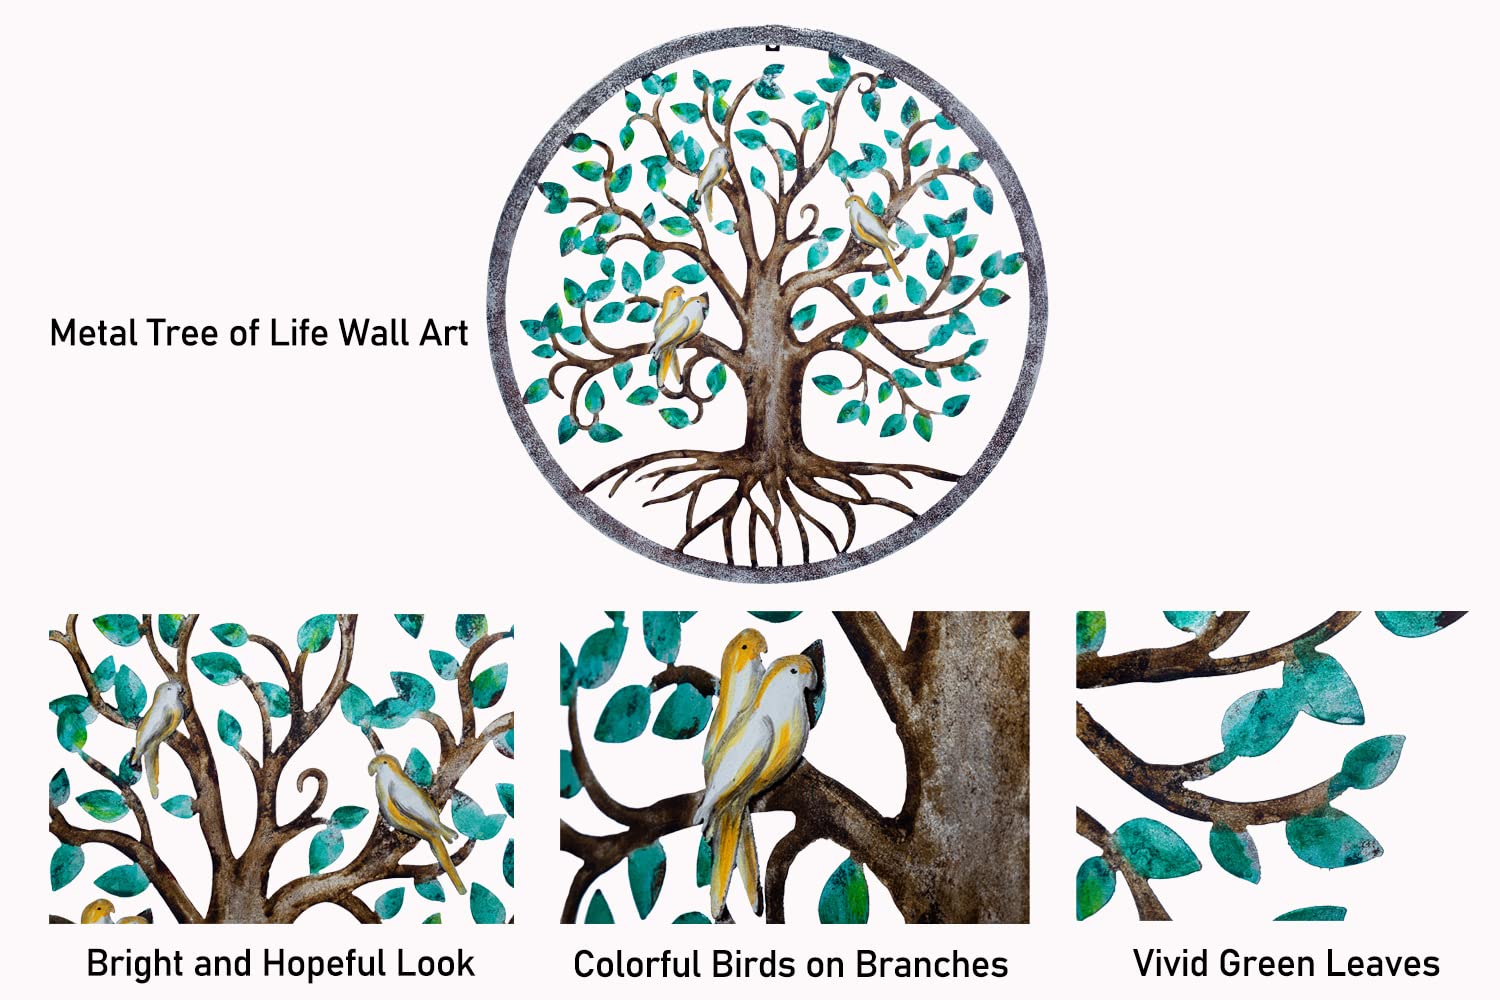 Metal Tree of Life Wall Art
Bright and Hopeful Look
Colorful Birds on Branches
Vivid Green Leaves